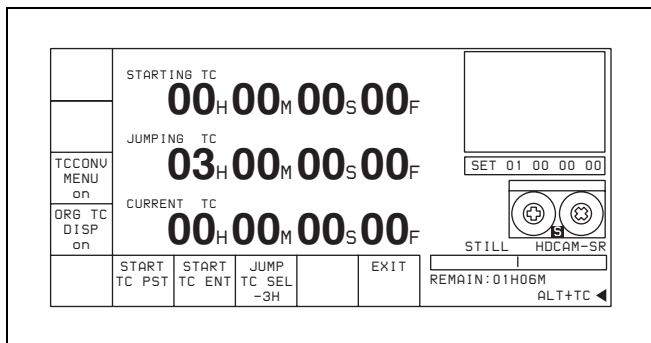 STARTING TC
00H00M00S00F
JUMPING TC
03H00M00S00F
CURRENT TC
00H00M00S00F
TCCONV
MENU
on
ORG TC
DISP
on
START
TC PST
START
TC ENT
JUMP
TC SEL
-3H
EXIT
SET 01 00 00 00
S
STILL HDCAM-SR
REMAIN:01H06M
ALT+TC